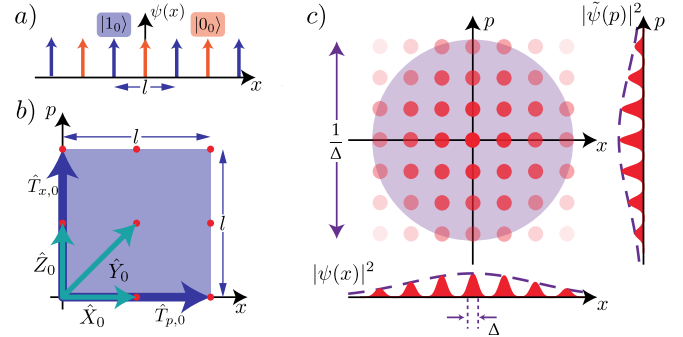 a)
ψ(x)
|1₀⟩
|0₀⟩
l
x
b)
p
l
l
T̂ₓ,₀
Ẑ₀
Ŷ₀
X̂₀
T̂ₚ,₀
x
c)
p
1/Δ
x
|ψ̃(p)|²
p
|ψ(x)|²
x
Δ